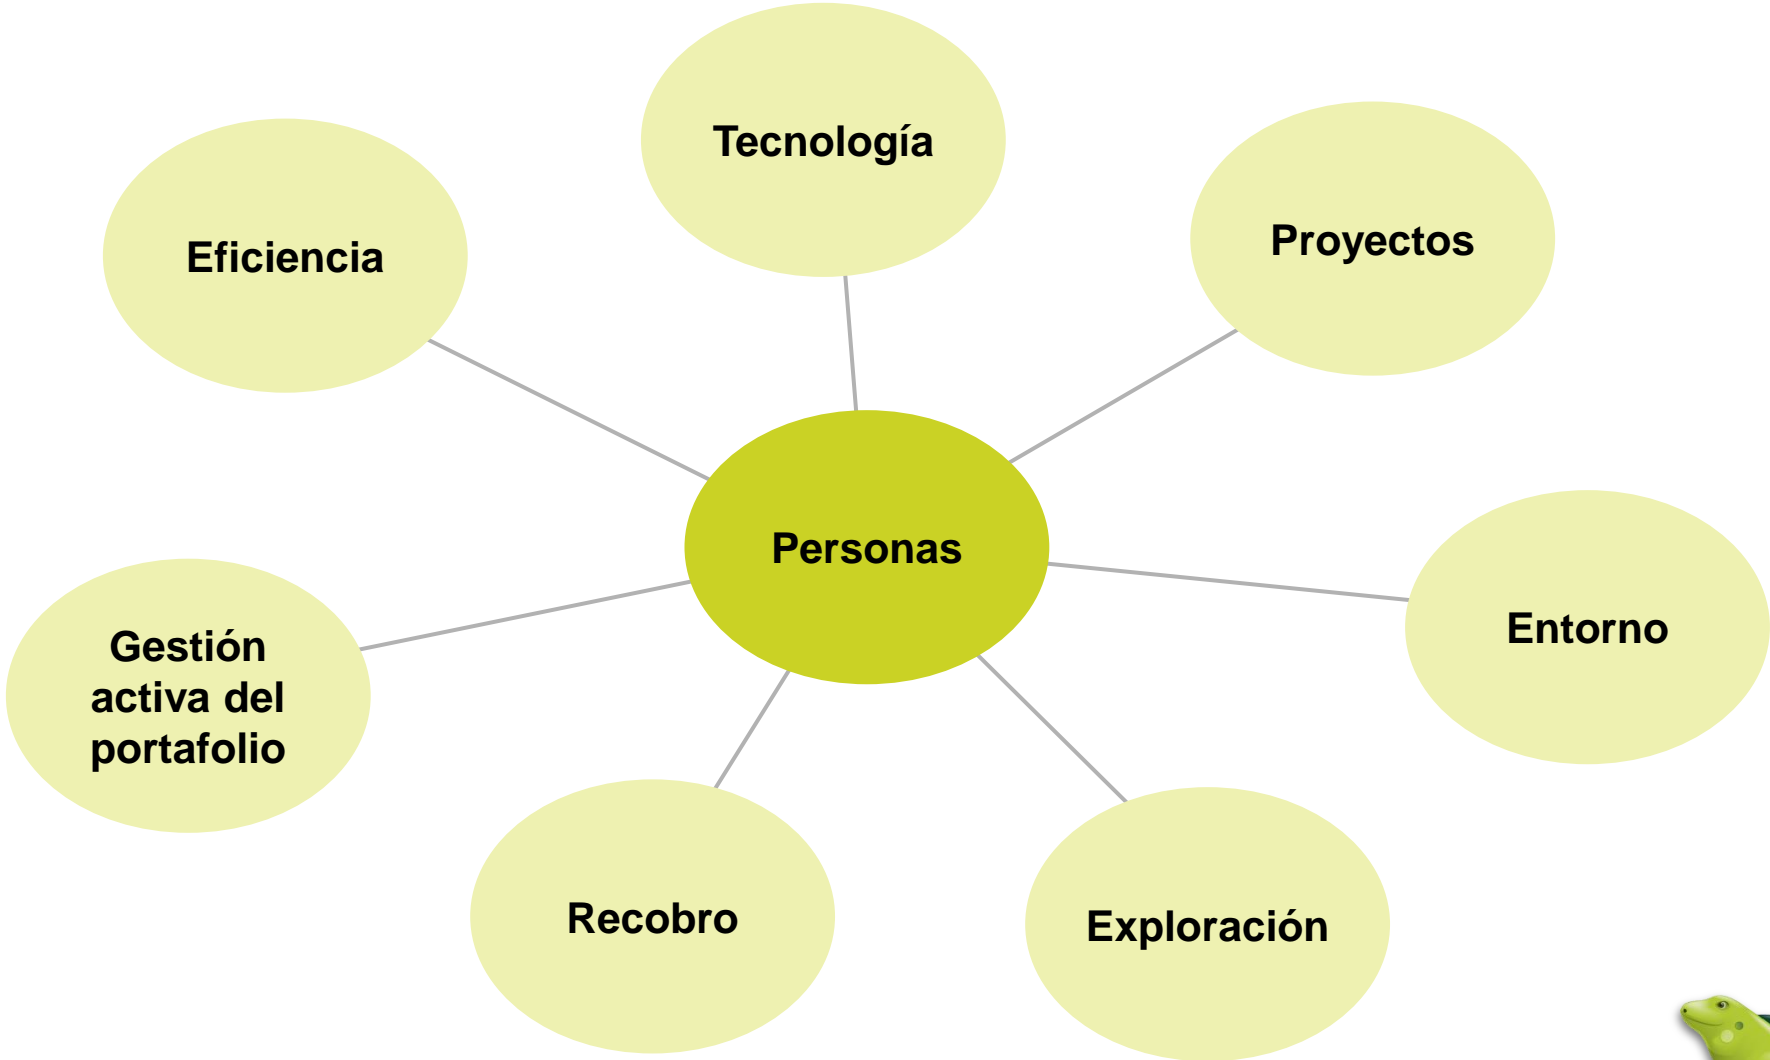 Tecnología
Proyectos
Eficiencia
Personas
Entorno
Gestión
activa del
portafolio
Recobro
Exploración